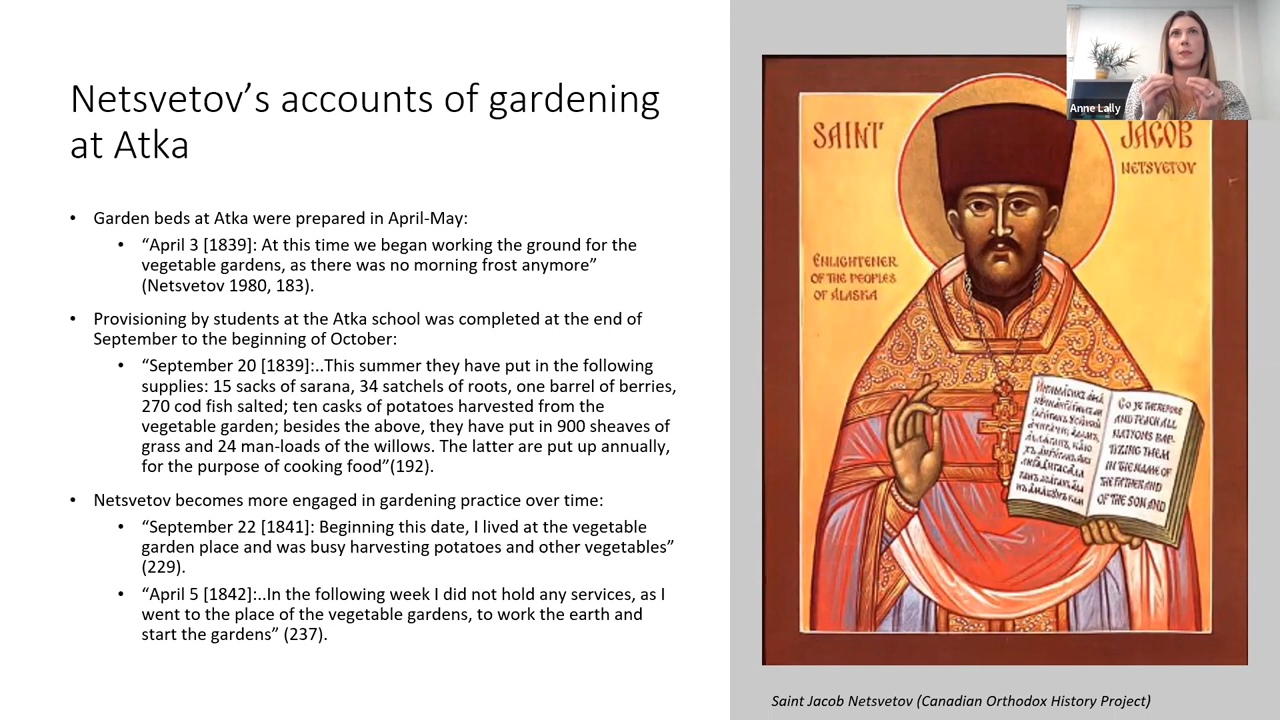 Netsvetov’s accounts of gardening
at Atka
• Garden beds at Atka were prepared in April-May:
• “April 3 [1839]: At this time we began working the ground for the
vegetable gardens, as there was no morning frost anymore”
(Netsvetov 1980, 183).
• Provisioning by students at the Atka school was completed at the end of
September to the beginning of October:
• “September 20 [1839]:..This summer they have put in the following
supplies: 15 sacks of sarana, 34 satchels of roots, one barrel of berries,
270 cod fish salted; ten casks of potatoes harvested from the
vegetable garden; besides the above, they have put in 900 sheaves of
grass and 24 man-loads of the willows. The latter are put up annually,
for the purpose of cooking food”(192).
• Netsvetov becomes more engaged in gardening practice over time:
• “September 22 [1841]: Beginning this date, I lived at the vegetable
garden place and was busy harvesting potatoes and other vegetables”
(229).
• “April 5 [1842]:..In the following week I did not hold any services, as I
went to the place of the vegetable gardens, to work the earth and
start the gardens” (237).
Anne Lally
SAINT JACOB
NETSVETOV
ENLIGHTENER
OF THE PEOPLES
OF ALASKA
GO YE THEREFORE
AND TEACH ALL
NATIONS BAP-
TIZING THEM
IN THE NAME OF
THE FATHER AND
OF THE SON AND
Saint Jacob Netsvetov (Canadian Orthodox History Project)